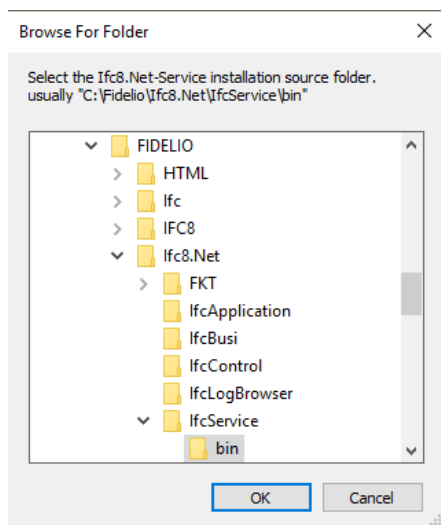 Browse For Folder
Select the Ifc8.Net-Service installation source folder.
usually "C:\Fidelio\Ifc8.Net\IfcService\bin"
FIDELIO
HTML
Ifc
IFC8
Ifc8.Net
FKT
IfcApplication
IfcBusi
IfcControl
IfcLogBrowser
IfcService
bin
OK
Cancel